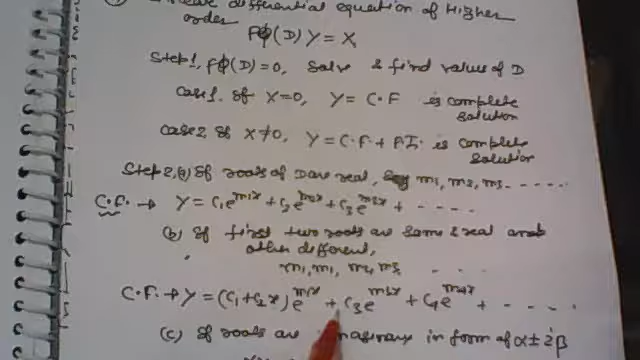 differential equation of Higher
order
f(D) Y = X
Step 1, f(D) = 0, Solve & find value of D
Case 1. If X=0, Y = C.F is complete
solution
Case 2 If X≠0, Y = C.F + P.I. is complete
solution
Step 2, (a) If roots of D are real, m1, m2, m3 - - - - -
C.F. → Y = C1e^m1x + C2e^m2x + C3e^m3x + - - - -
(b) If first two roots are same & real and
other different,
m1, m1, m2, m3 - - - -
C.F. → Y = (C1+C2x)e^m1x + C3e^m3x + C4e^m4x + - - - -
(c) If roots are imaginary in form of α ± iβ